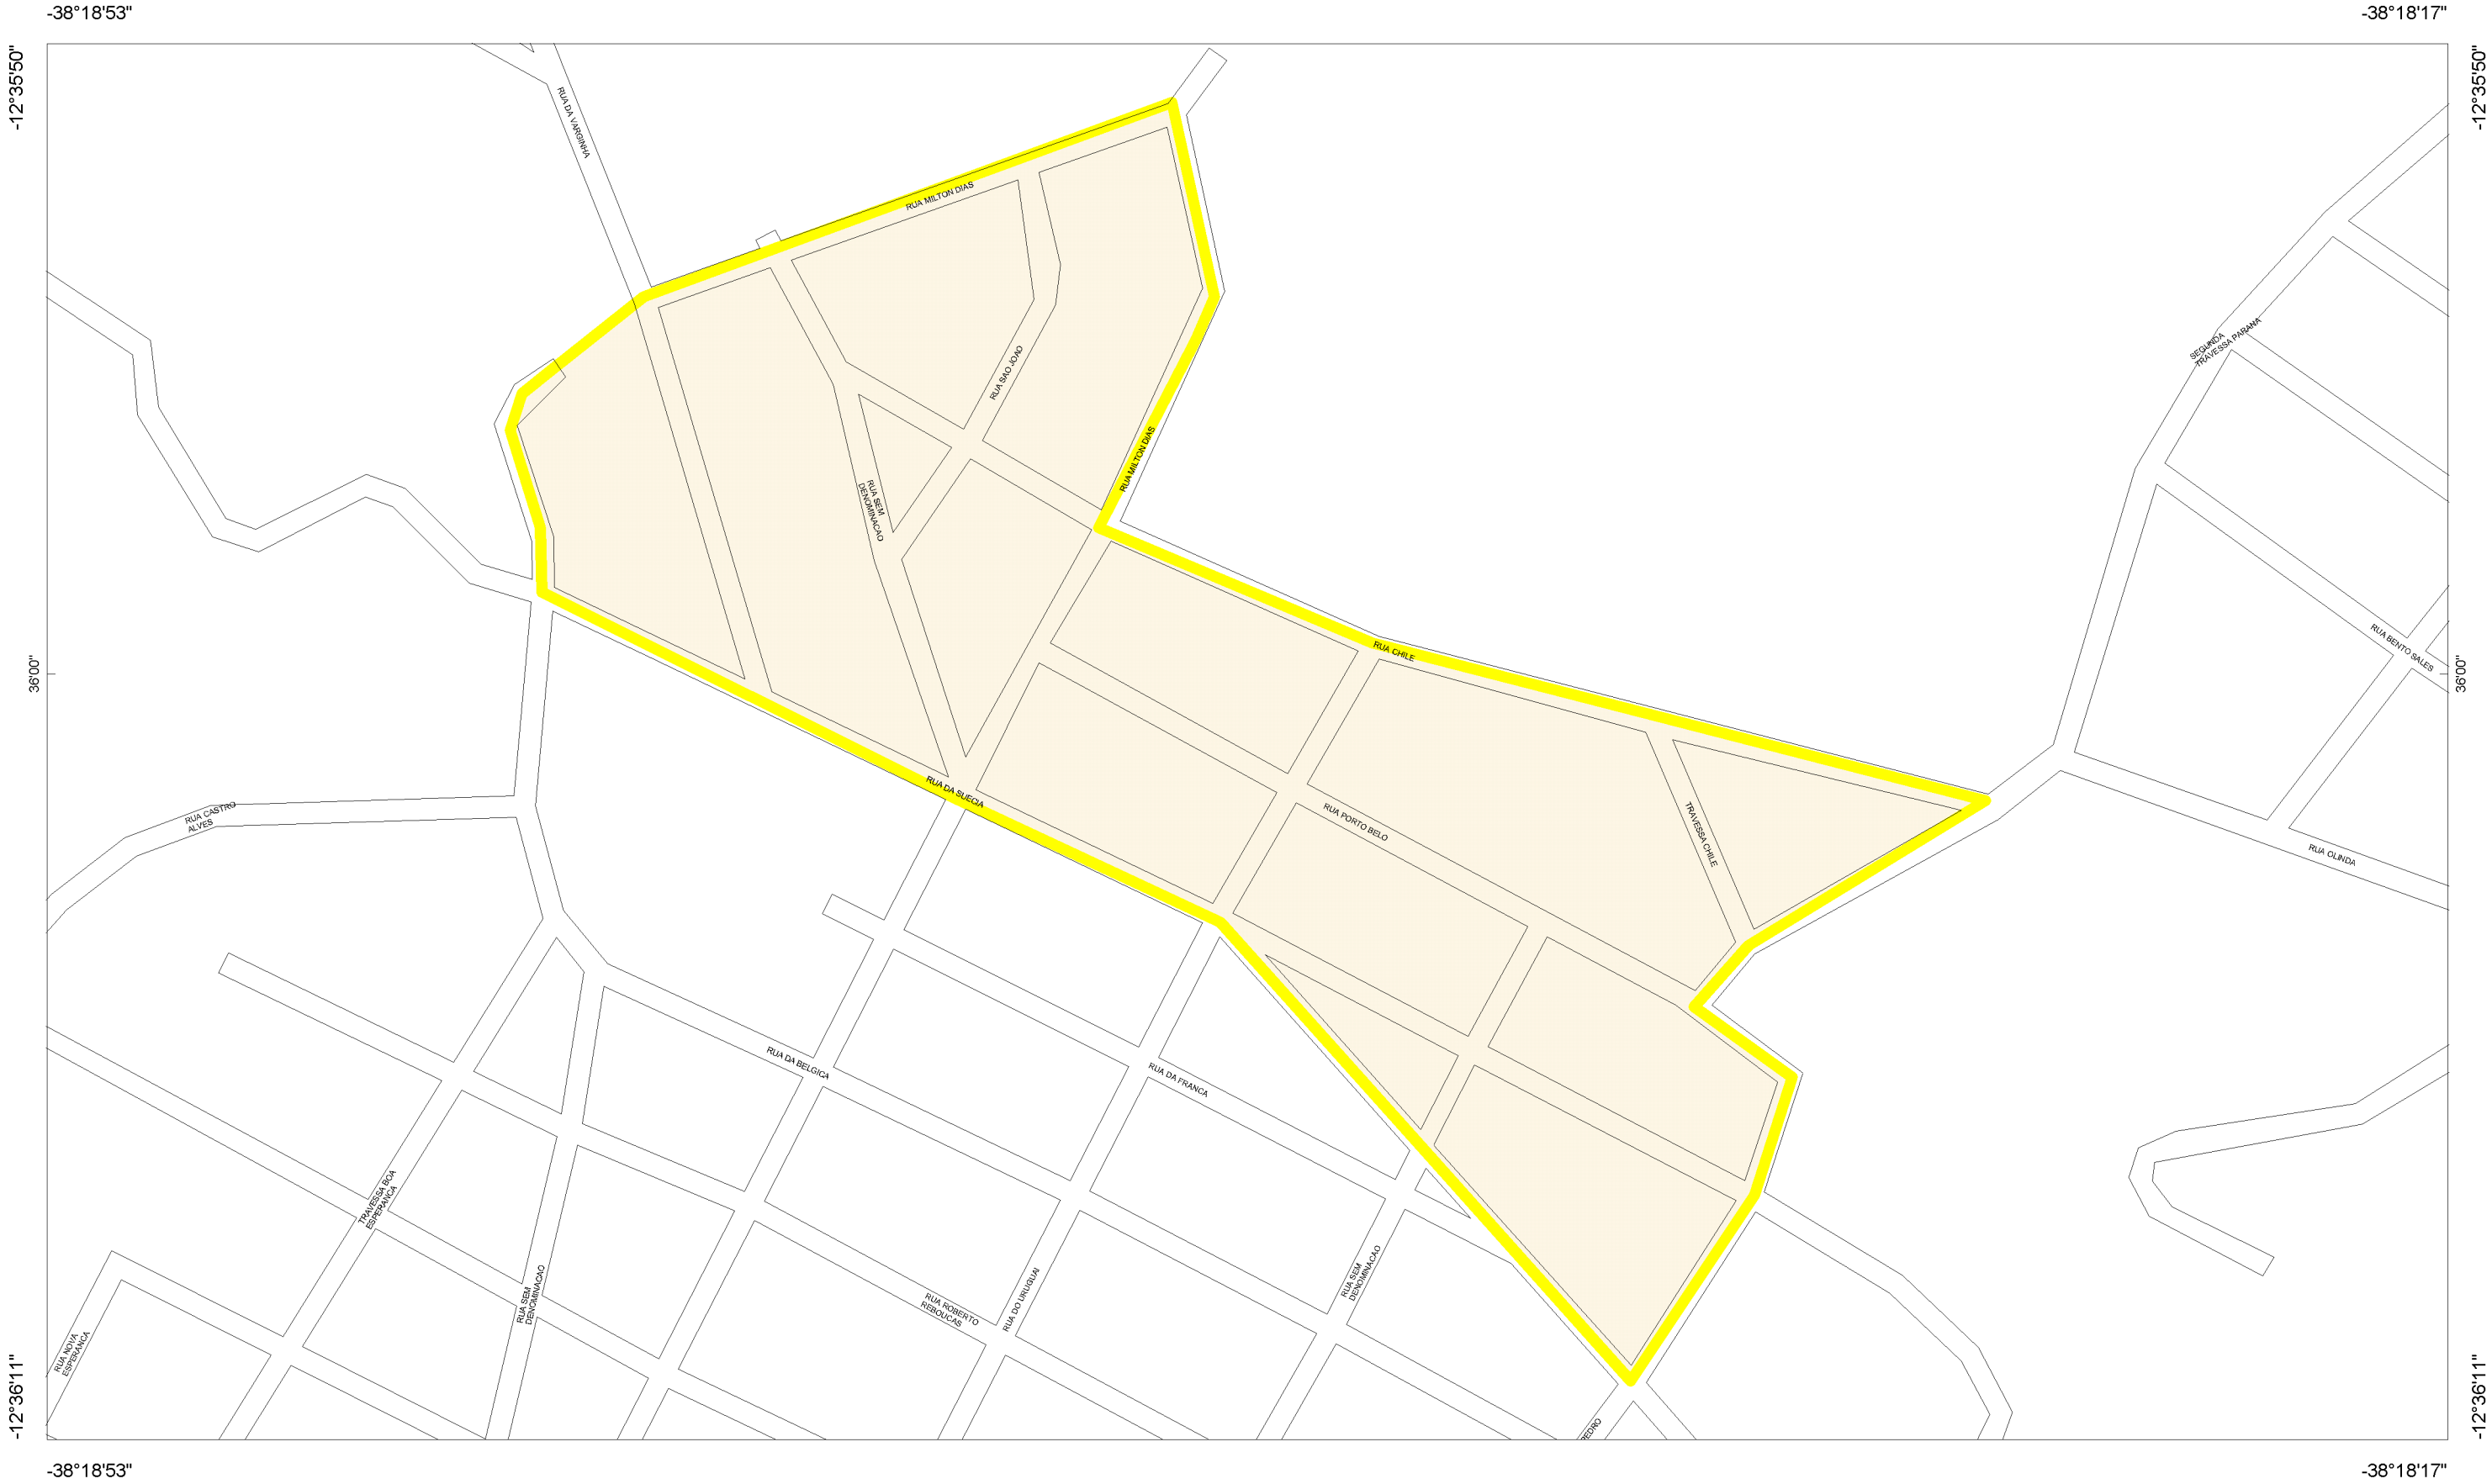 -38°18'53"
-38°18'17"
-12°35'50"
-12°35'50"
RUA DA VARGINHA
RUA MILTON DIAS
SEGUNDA
TRAVESSA PARANA
RUA SAO JOAO
RUA MILTON DIAS
RUA SEM
DENOMINACAO
RUA CHILE
RUA BENTO SALES
36'00"
36'00"
RUA DA SUECIA
RUA CASTRO
ALVES
RUA PORTO BELO
TRAVESSA CHILE
RUA OLINDA
RUA DA BELGICA
RUA DA FRANCA
TRAVESSA BOA
ESPERANCA
RUA SEM
DENOMINACAO
RUA ROBERTO
REBOUCAS
RUA DO URUGUAI
RUA SEM
DENOMINACAO
RUA NOVA
ESPERANCA
PEDRO
-12°36'11"
-12°36'11"
-38°18'53"
-38°18'17"